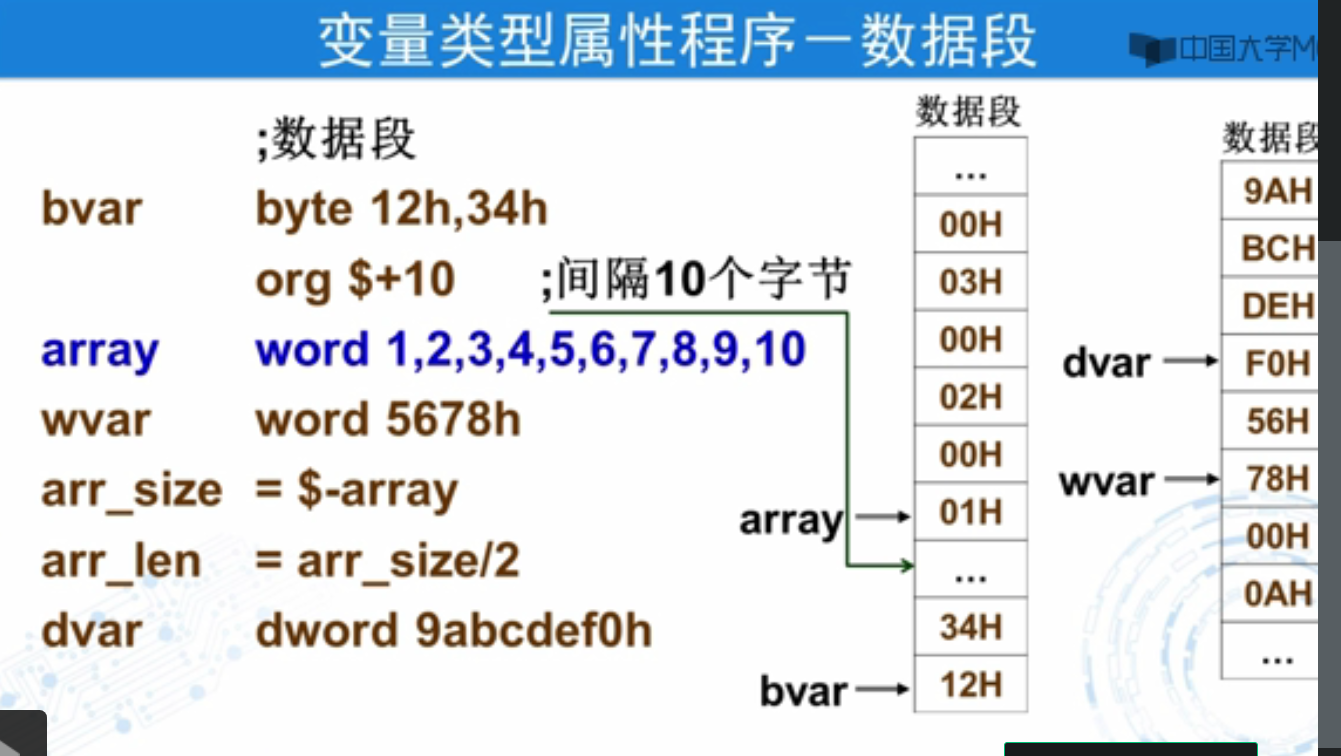 变量类型属性程序－数据段
中国大学M
;数据段
bvar byte 12h,34h
org $+10 ;间隔10个字节
array word 1,2,3,4,5,6,7,8,9,10
wvar word 5678h
arr_size = $-array
arr_len = arr_size/2
dvar dword 9abcdef0h
数据段
...
00H
03H
00H
02H
00H
array 01H
...
34H
bvar 12H
数据段
9AH
BCH
DEH
dvar F0H
56H
wvar 78H
00H
0AH
...